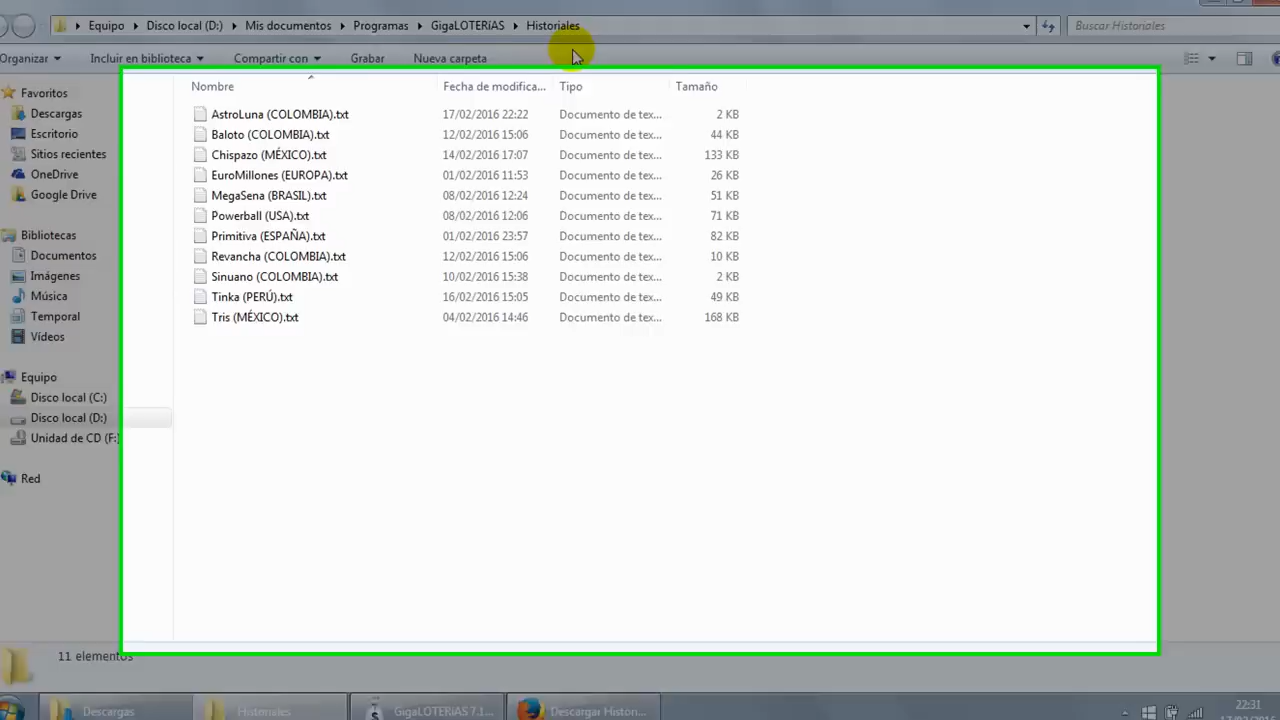 Equipo ▸ Disco local (D:) ▸ Mis documentos ▸ Programas ▸ GigaLOTERíAS ▸ Historiales
Buscar Historiales
Organizar Incluir en biblioteca Compartir con Grabar Nueva carpeta
Nombre Fecha de modifica... Tipo Tamaño
AstroLuna (COLOMBIA).txt 17/02/2016 22:22 Documento de tex... 2 KB
Baloto (COLOMBIA).txt 12/02/2016 15:06 Documento de tex... 44 KB
Chispazo (MÉXICO).txt 14/02/2016 17:07 Documento de tex... 133 KB
EuroMillones (EUROPA).txt 01/02/2016 11:53 Documento de tex... 26 KB
MegaSena (BRASIL).txt 08/02/2016 12:24 Documento de tex... 51 KB
Powerball (USA).txt 08/02/2016 12:06 Documento de tex... 71 KB
Primitiva (ESPAÑA).txt 01/02/2016 23:57 Documento de tex... 82 KB
Revancha (COLOMBIA).txt 12/02/2016 15:06 Documento de tex... 10 KB
Sinuano (COLOMBIA).txt 10/02/2016 15:38 Documento de tex... 2 KB
Tinka (PERÚ).txt 16/02/2016 15:05 Documento de tex... 49 KB
Tris (MÉXICO).txt 04/02/2016 14:46 Documento de tex... 168 KB
Favoritos
Descargas
Escritorio
Sitios recientes
OneDrive
Google Drive
Bibliotecas
Documentos
Imágenes
Música
Temporal
Vídeos
Equipo
Disco local (C:)
Disco local (D:)
Unidad de CD (F:)
Red
11 elementos
Descargas
Historiales
GigaLOTERíAS 7.1...
Descargar Históri...
22:31
17/02/2016